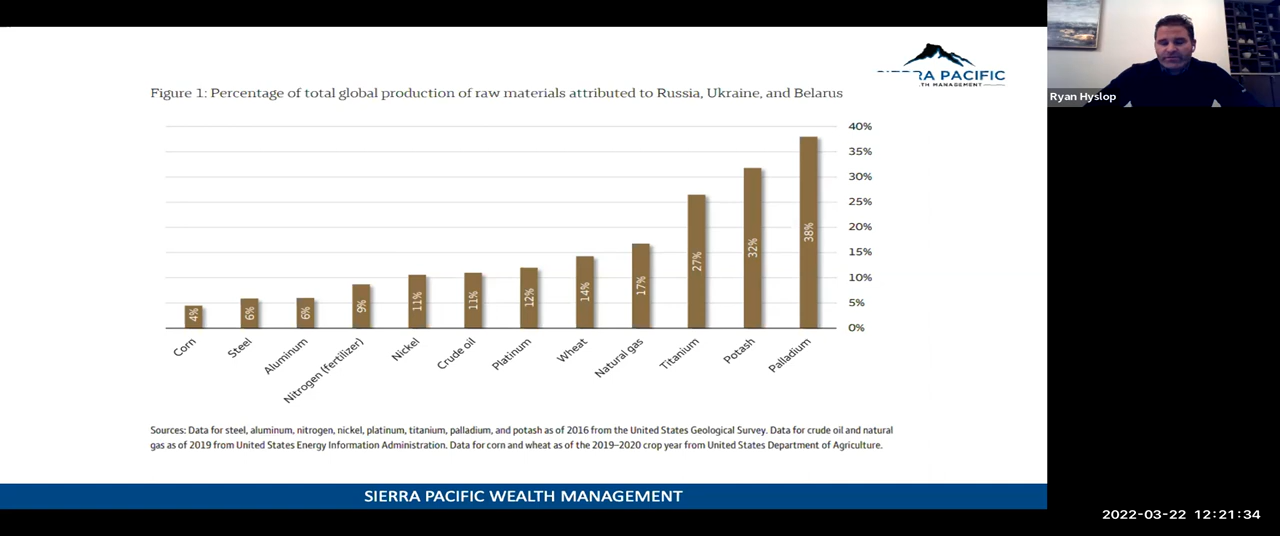 SIERRA PACIFIC
TH MANAGEMENT
Ryan Hyslop
Figure 1: Percentage of total global production of raw materials attributed to Russia, Ukraine, and Belarus
40%
35%
30%
25%
20%
15%
10%
5%
0%
4%
6%
6%
9%
11%
11%
12%
14%
17%
27%
32%
38%
Corn
Steel
Aluminum
Nitrogen (fertilizer)
Nickel
Crude oil
Platinum
Wheat
Natural gas
Titanium
Potash
Palladium
Sources: Data for steel, aluminum, nitrogen, nickel, platinum, titanium, palladium, and potash as of 2016 from the United States Geological Survey. Data for crude oil and natural
gas as of 2019 from United States Energy Information Administration. Data for corn and wheat as of the 2019–2020 crop year from United States Department of Agriculture.
SIERRA PACIFIC WEALTH MANAGEMENT
2022-03-22 12:21:34